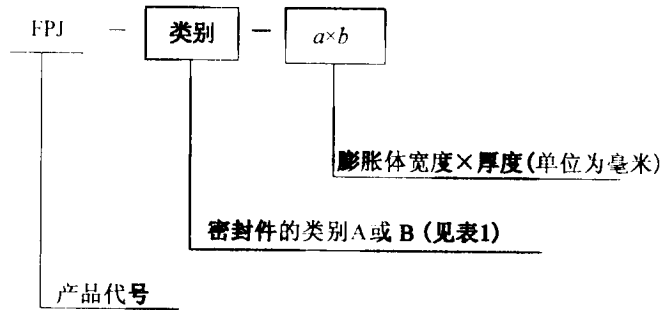 FPJ — 类别 — a×b
膨胀体宽度×厚度(单位为毫米)
密封件的类别A或 B (见表1)
产品代号